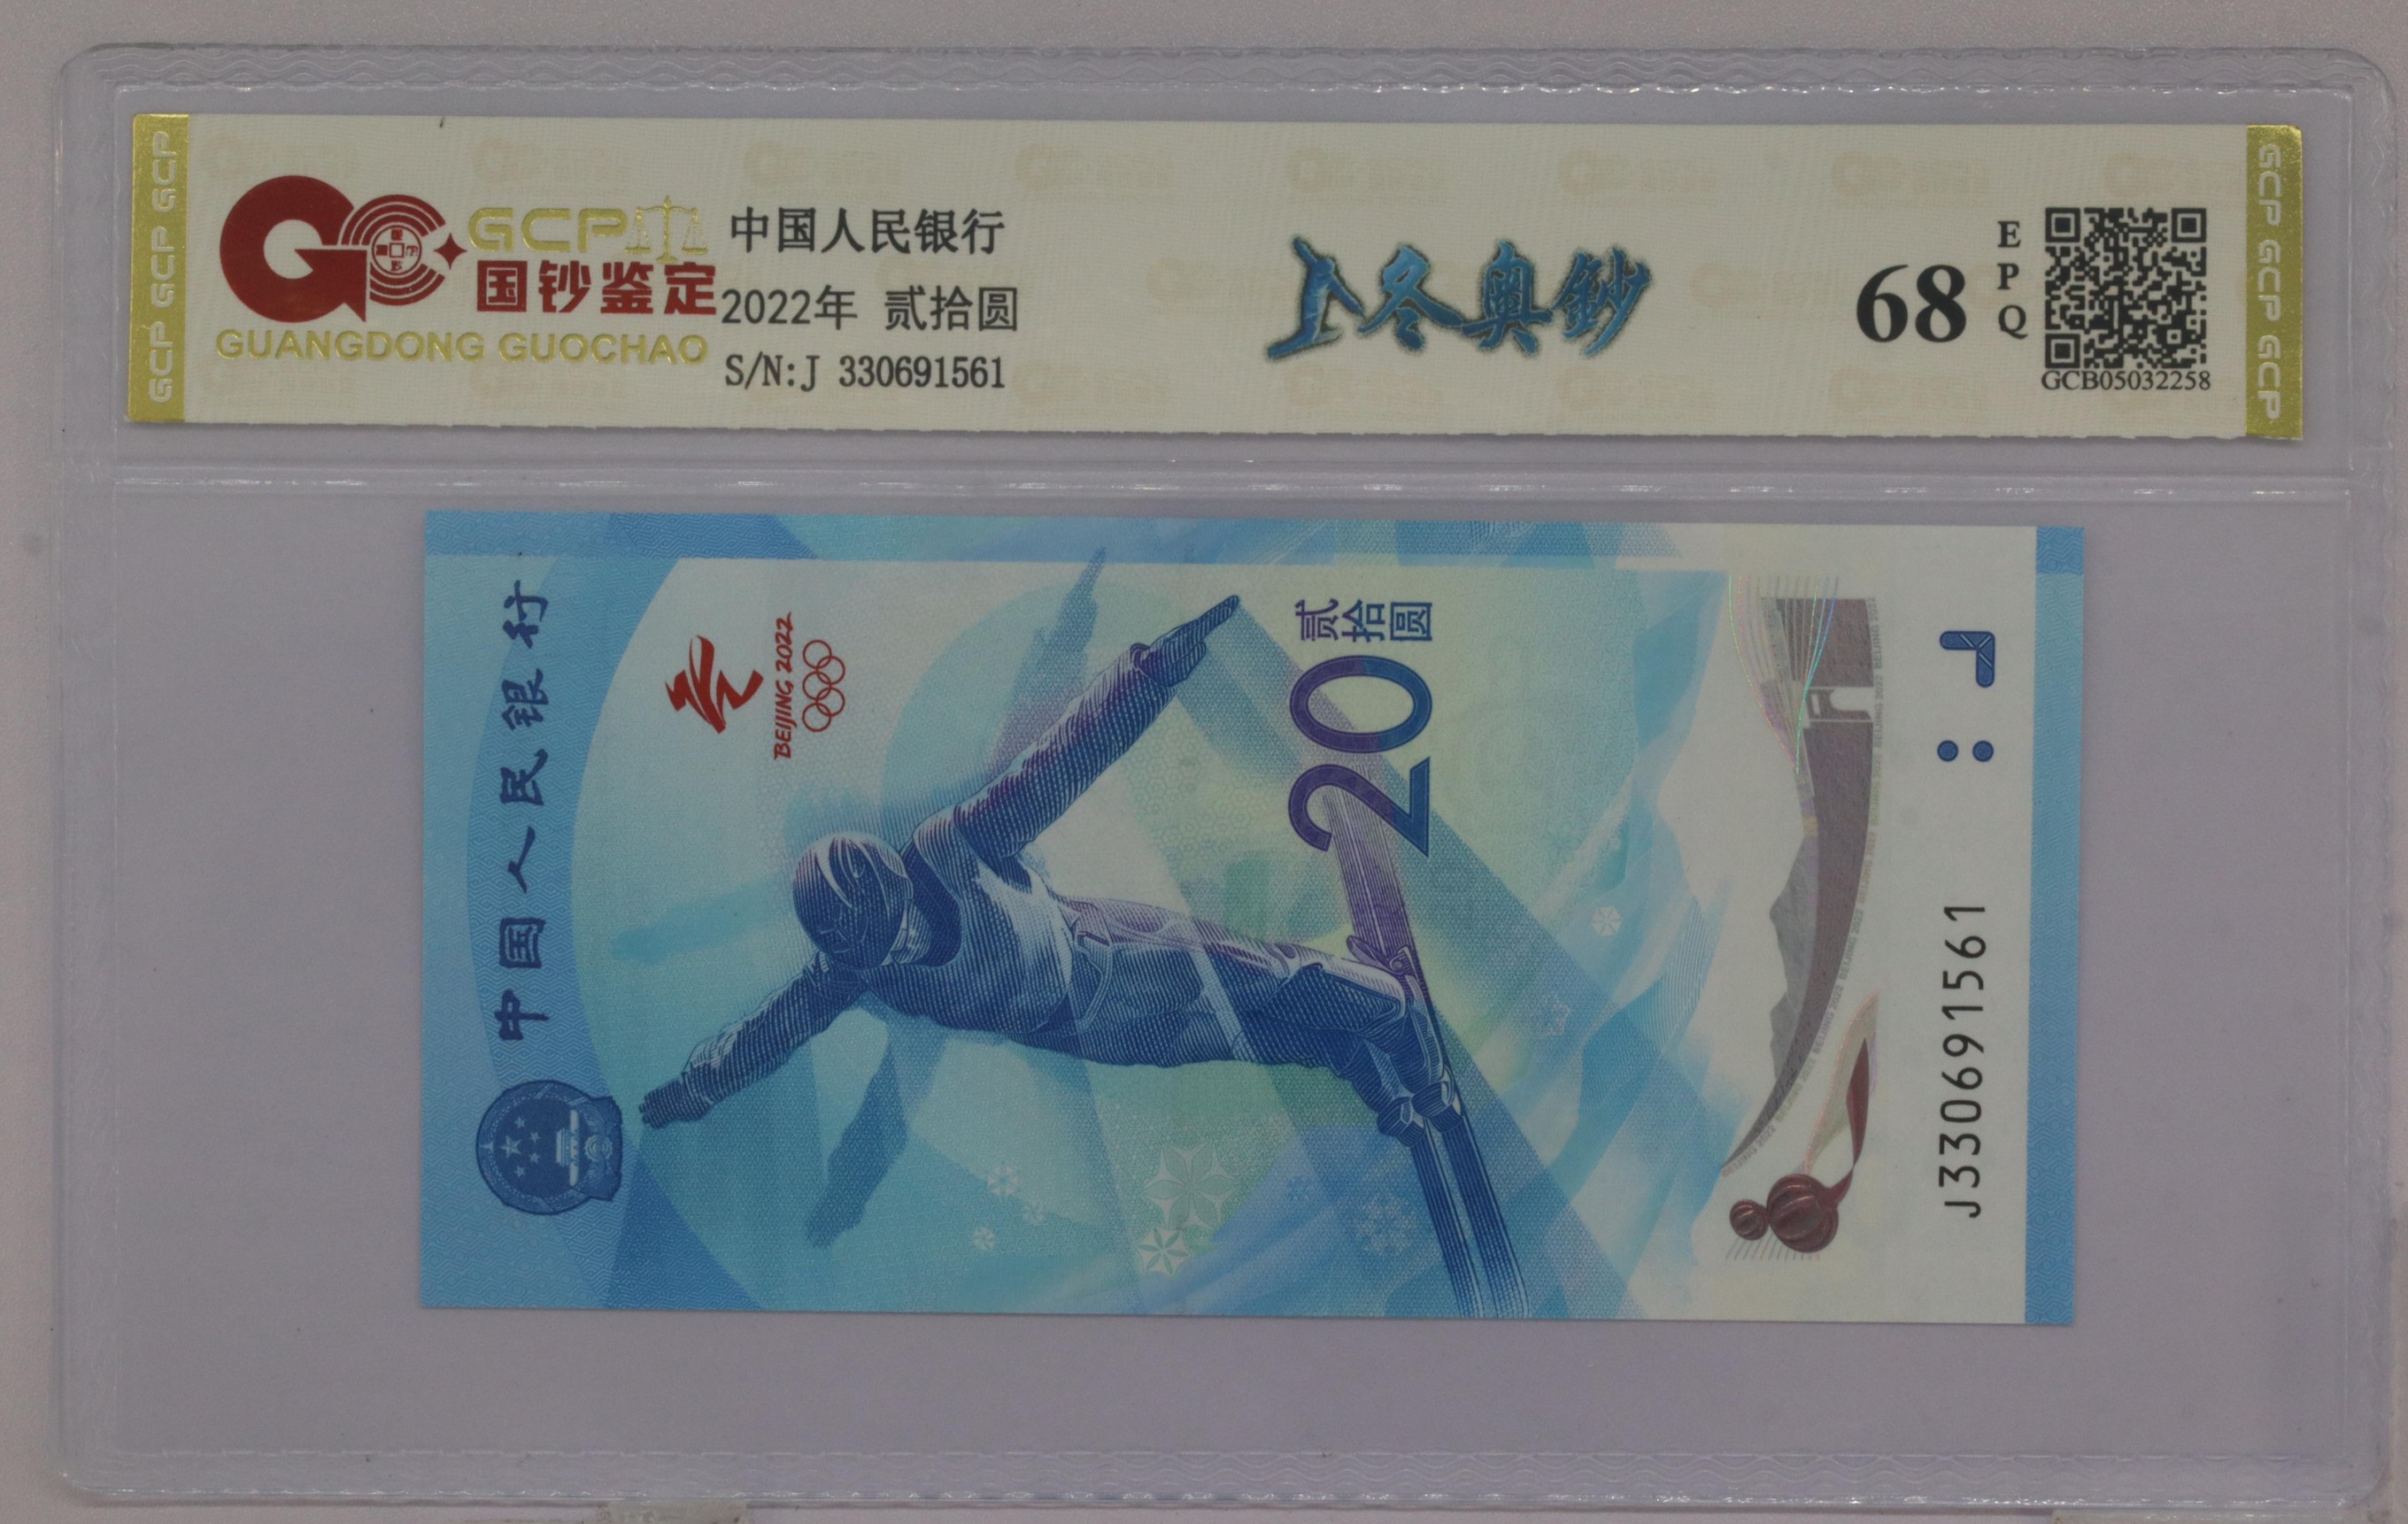 GCP GCP GCP
GCP
国钞鉴定
GUANGDONG GUOCHAO
中国人民银行
2022年 贰拾圆
S/N:J 330691561
冬奥鈔
68
EPQ
GCB05032258
GCP GCP GCP
中国人民银行
BEIJING 2022
贰拾圆
20
J330691561